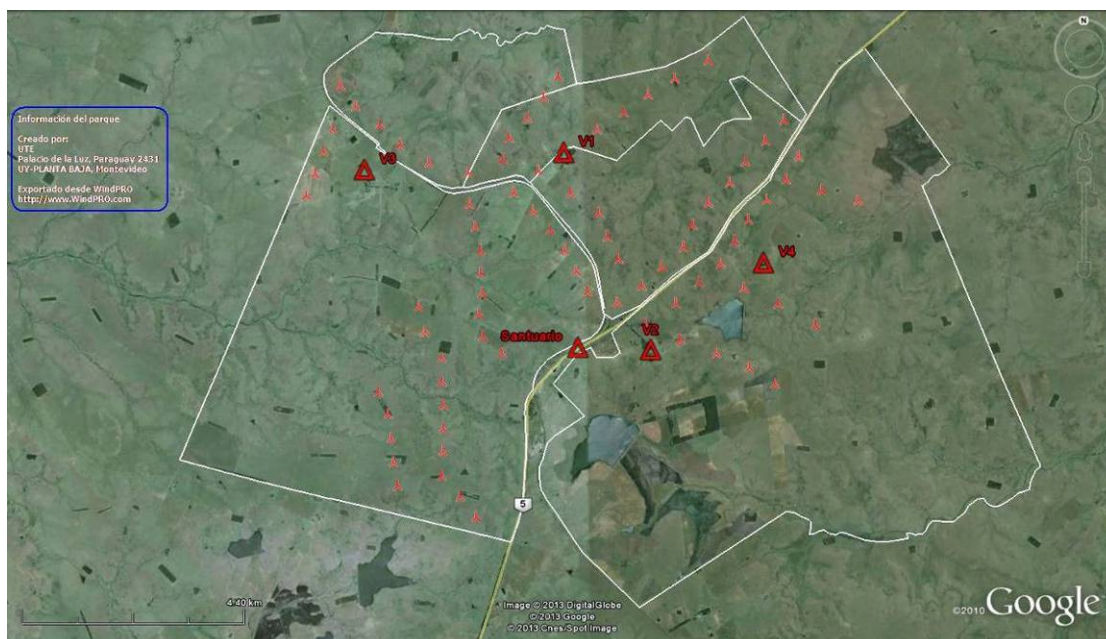 N
Información del parque
Creado por:
UTE
Palacio de la Luz, Paraguay 2431
UY-PLANTA BAJA, Montevideo
Exportado desde WindPRO
http://www.WindPRO.com
V1
V3
V4
Santuario
V2
5
4.40 km
Image © 2013 DigitalGlobe
© 2013 Google
© 2013 Cnes/Spot Image
©2010 Google